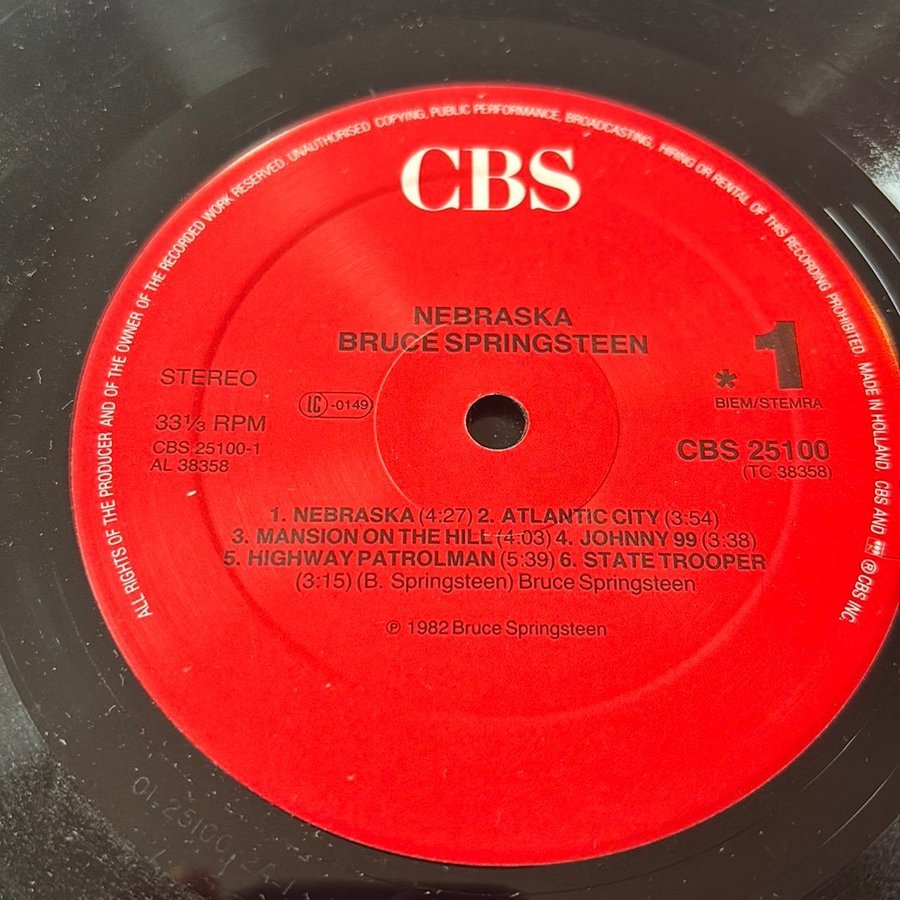 ALL RIGHTS OF THE PRODUCER AND OF THE OWNER OF THE RECORDED WORK RESERVED. UNAUTHORISED COPYING, PUBLIC PERFORMANCE, BROADCASTING, HIRING OR RENTAL OF THIS RECORDING PROHIBITED. MADE IN HOLLAND. CBS AND ℗ CBS INC.
CBS
NEBRASKA
BRUCE SPRINGSTEEN
STEREO
LC-0149
* 1
BIEM/STEMRA
33⅓ RPM
CBS 25100-1
AL 38358
CBS 25100
(TC 38358)
1. NEBRASKA (4:27) 2. ATLANTIC CITY (3:54)
3. MANSION ON THE HILL (4:03) 4. JOHNNY 99 (3:38)
5. HIGHWAY PATROLMAN (5:39) 6. STATE TROOPER
(3:15) (B. Springsteen) Bruce Springsteen
℗ 1982 Bruce Springsteen